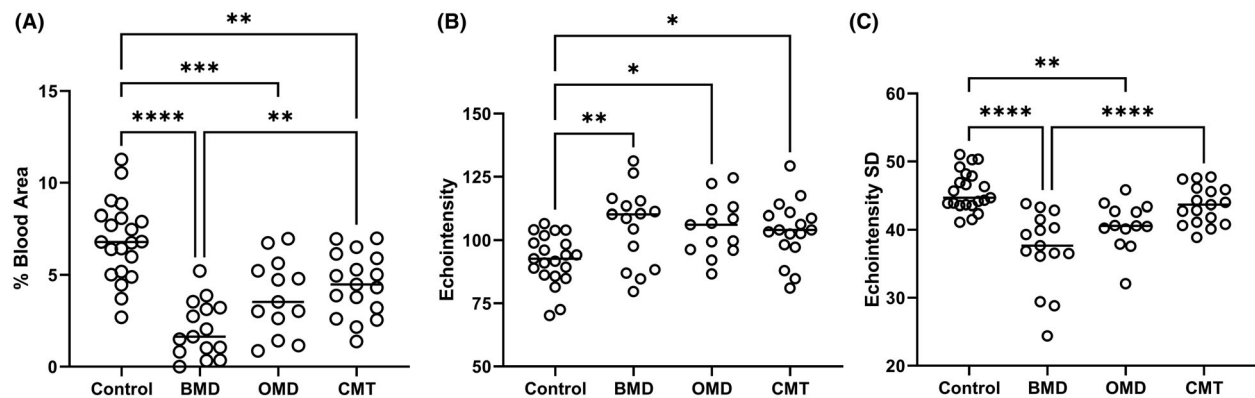 (A)
**
***
****
**
% Blood Area
15
10
5
0
Control
BMD
OMD
CMT
(B)
*
*
**
Echointensity
150
125
100
75
50
Control
BMD
OMD
CMT
(C)
**
****
****
Echointensity SD
60
50
40
30
20
Control
BMD
OMD
CMT